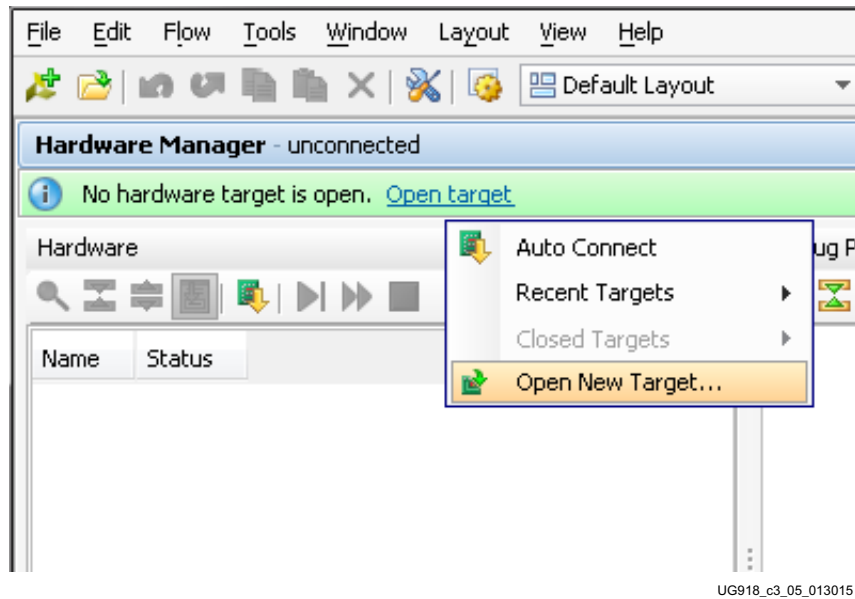 File Edit Flow Tools Window Layout View Help
Default Layout
Hardware Manager - unconnected
No hardware target is open. Open target
Hardware
Auto Connect
ug P
Recent Targets
Closed Targets
Open New Target...
Name Status
UG918_c3_05_013015